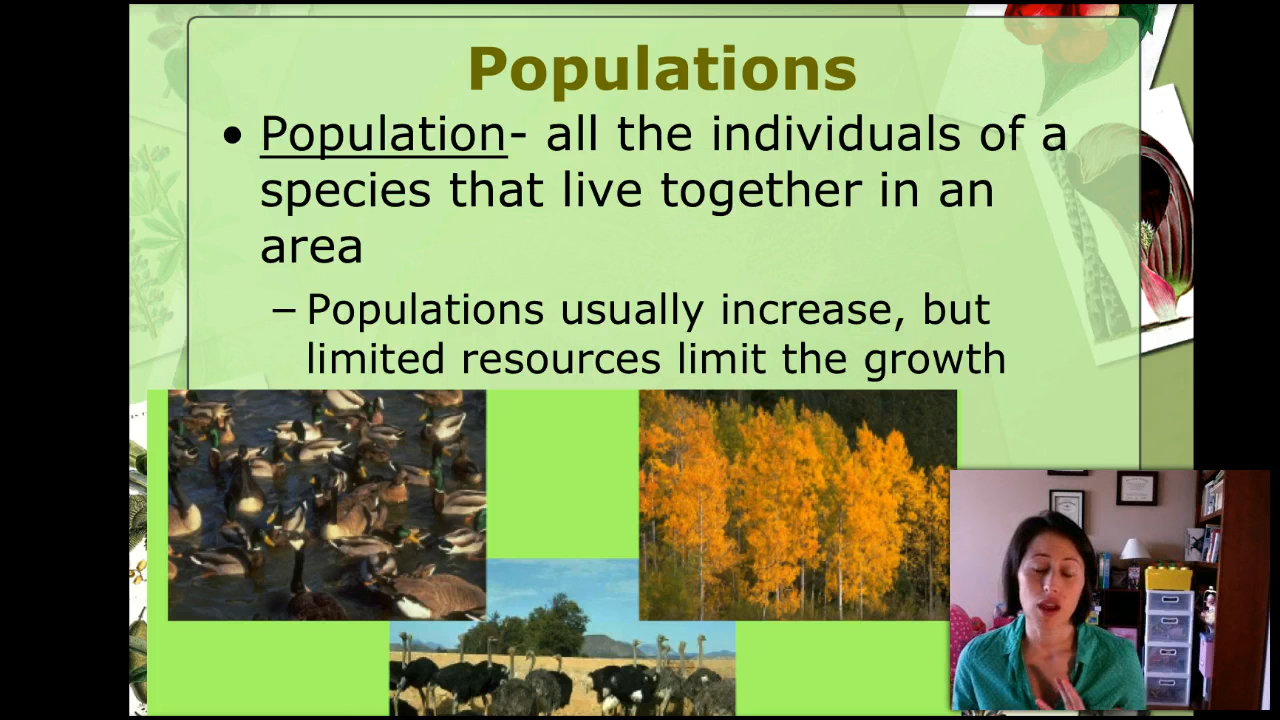 Populations
• Population- all the individuals of a
species that live together in an
area
– Populations usually increase, but
limited resources limit the growth